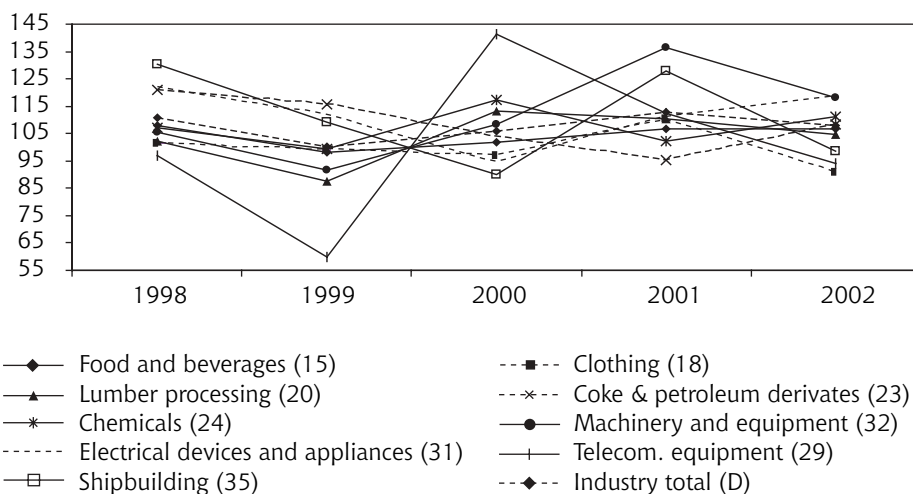 145
135
125
115
105
95
85
75
65
55
1998 1999 2000 2001 2002
Food and beverages (15) Clothing (18)
Lumber processing (20) Coke & petroleum derivates (23)
Chemicals (24) Machinery and equipment (32)
Electrical devices and appliances (31) Telecom. equipment (29)
Shipbuilding (35) Industry total (D)